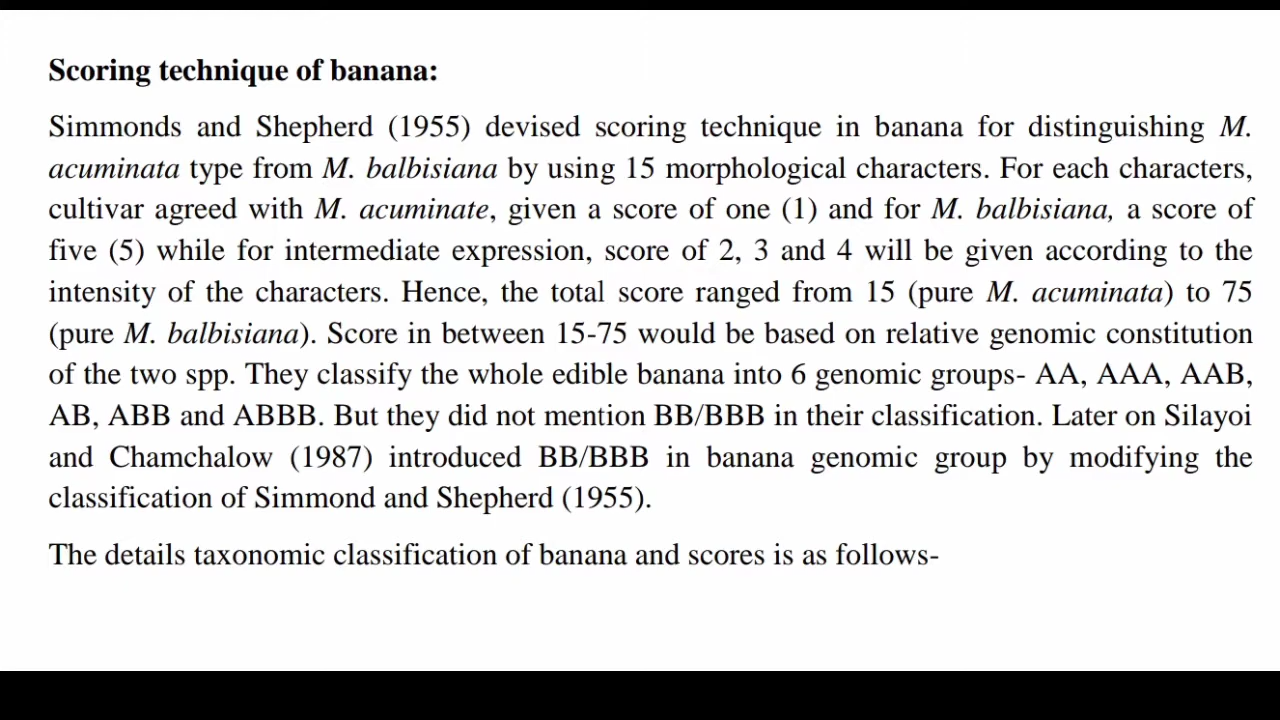 Scoring technique of banana:
Simmonds and Shepherd (1955) devised scoring technique in banana for distinguishing M.
acuminata type from M. balbisiana by using 15 morphological characters. For each characters,
cultivar agreed with M. acuminate, given a score of one (1) and for M. balbisiana, a score of
five (5) while for intermediate expression, score of 2, 3 and 4 will be given according to the
intensity of the characters. Hence, the total score ranged from 15 (pure M. acuminata) to 75
(pure M. balbisiana). Score in between 15-75 would be based on relative genomic constitution
of the two spp. They classify the whole edible banana into 6 genomic groups- AA, AAA, AAB,
AB, ABB and ABBB. But they did not mention BB/BBB in their classification. Later on Silayoi
and Chamchalow (1987) introduced BB/BBB in banana genomic group by modifying the
classification of Simmond and Shepherd (1955).
The details taxonomic classification of banana and scores is as follows-